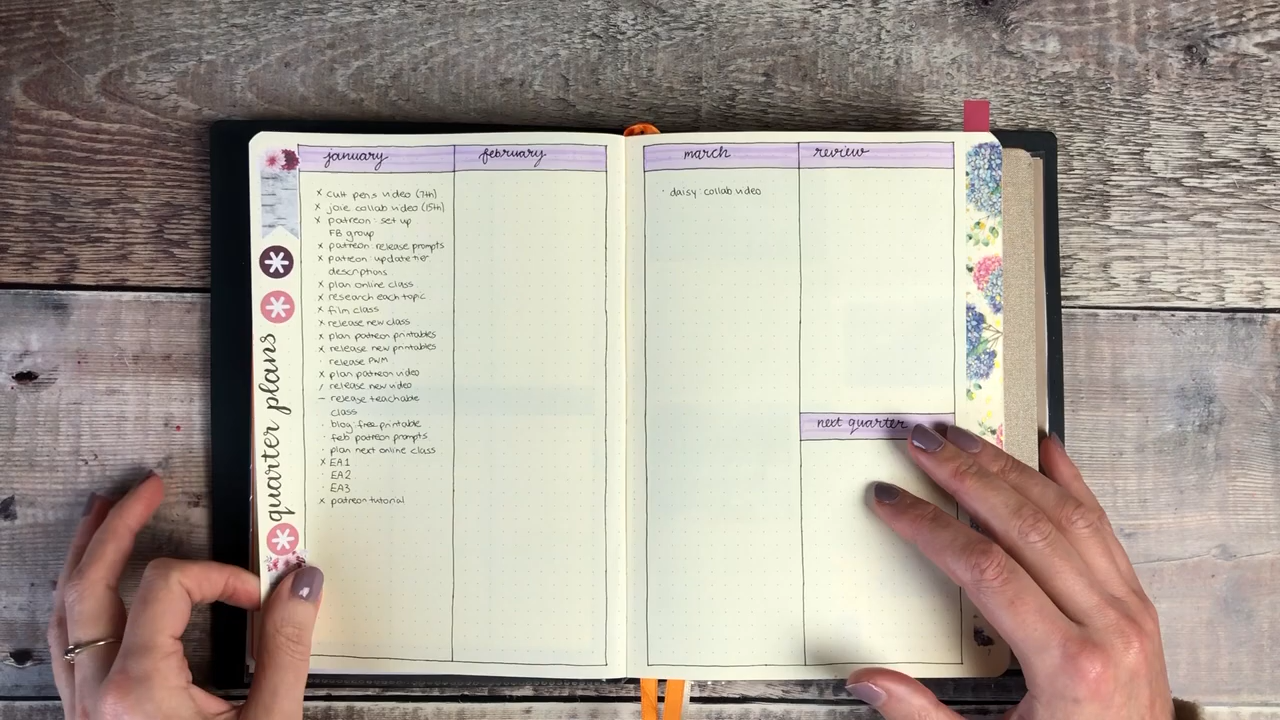 quarter plans
january
x cult pens video (7th)
x joie collab video (15th)
x patreon: set up
FB group
x patreon release prompts
x patreon update tier
descriptions
x plan online class
x research each topic
x film class
x release new class
x plan patreon printables
x release new printables
· release PWM
x plan patreon video
/ release new video
– release teachable
class
· blog free printable
· feb patreon prompts
· plan next online class
x EA1
· EA2
· EA3
x patreon tutorial
february
march
· daisy collab video
review
next quarter